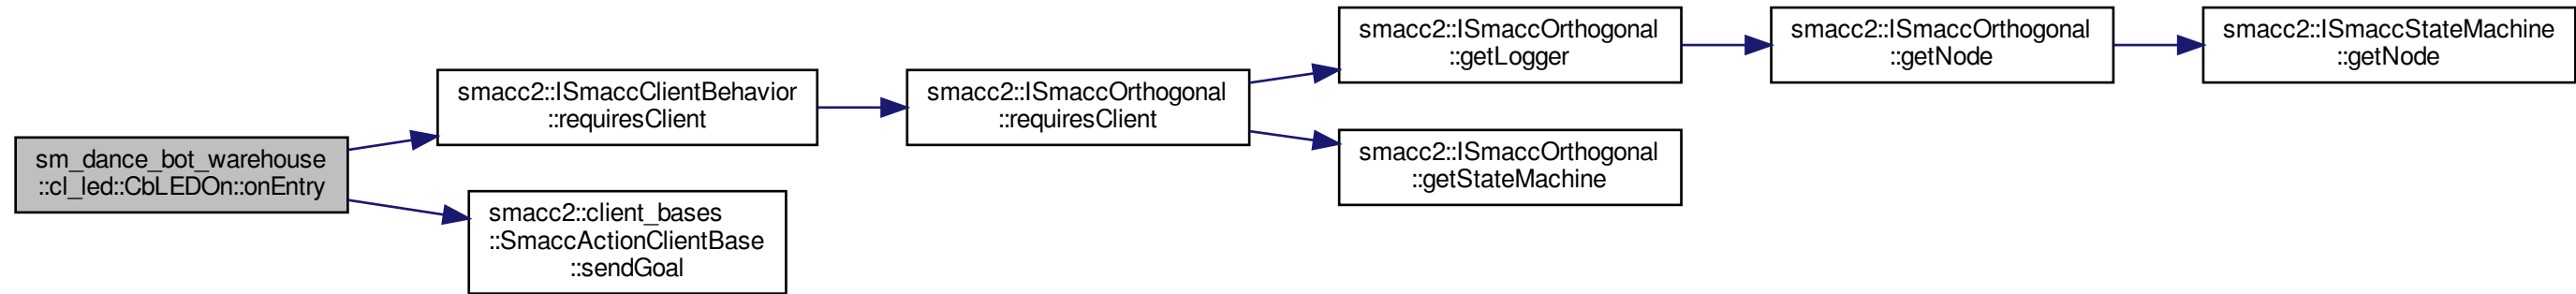 sm_dance_bot_warehouse
::cl_led::CbLEDOn::onEntry
smacc2::ISmaccClientBehavior
::requiresClient
smacc2::ISmaccOrthogonal
::requiresClient
smacc2::ISmaccOrthogonal
::getLogger
smacc2::ISmaccOrthogonal
::getNode
smacc2::ISmaccStateMachine
::getNode
smacc2::ISmaccOrthogonal
::getStateMachine
smacc2::client_bases
::SmaccActionClientBase
::sendGoal